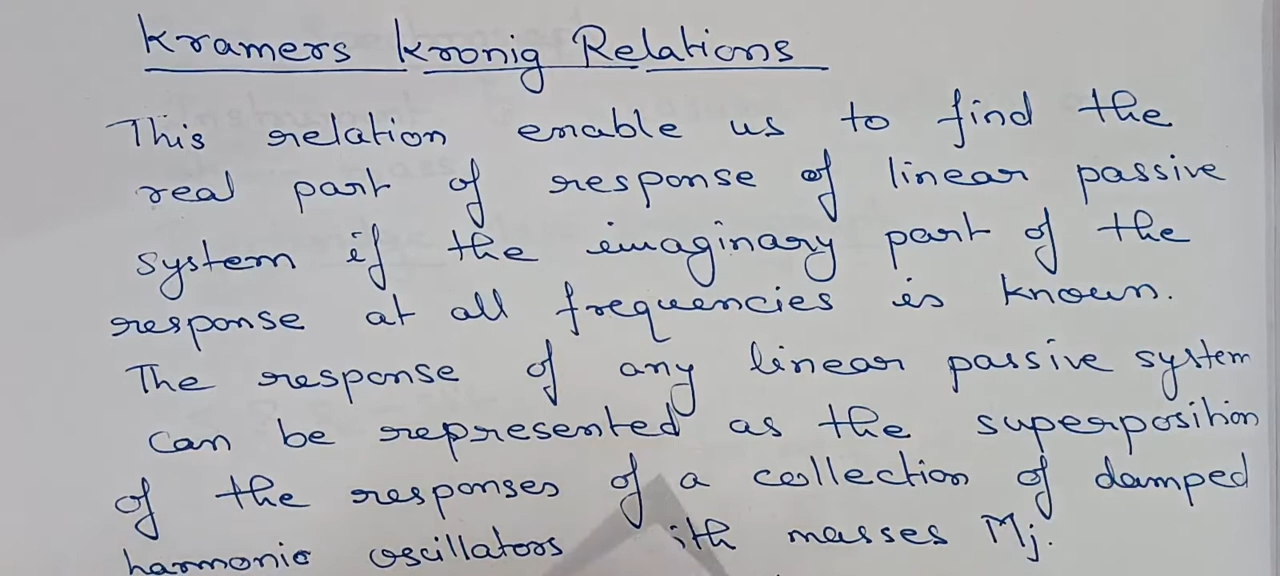 Kramers Kronig Relations
This relation enable us to find the
real part of response of linear passive
system if the imaginary part of the
response at all frequencies is known.
The response of any linear passive system
can be represented as the superposition
of the responses of a collection of damped
harmonic oscillators ith masses Mj.